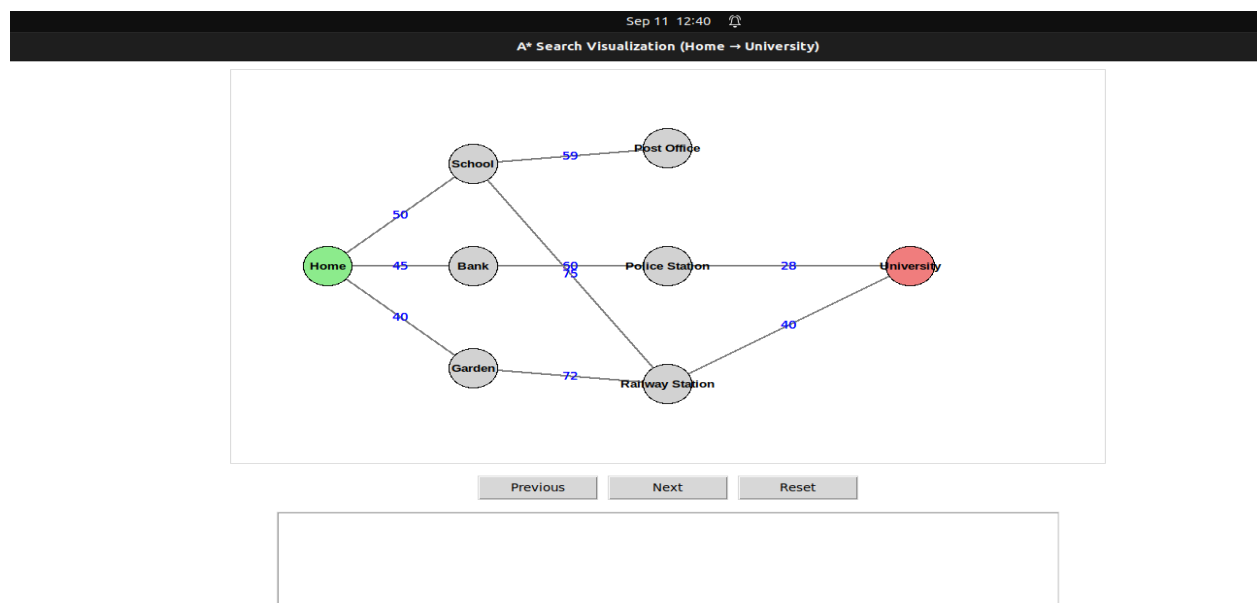 Sep 11 12:40
A* Search Visualization (Home → University)
59
Post Office
School
50
Home
45
Bank
60
75
Police Station
28
University
40
40
Garden
72
Railway Station
Previous
Next
Reset